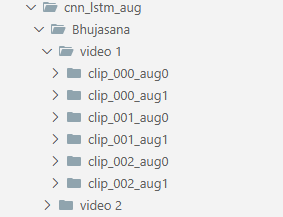 cnn_lstm_aug
Bhujasana
video 1
clip_000_aug0
clip_000_aug1
clip_001_aug0
clip_001_aug1
clip_002_aug0
clip_002_aug1
video 2